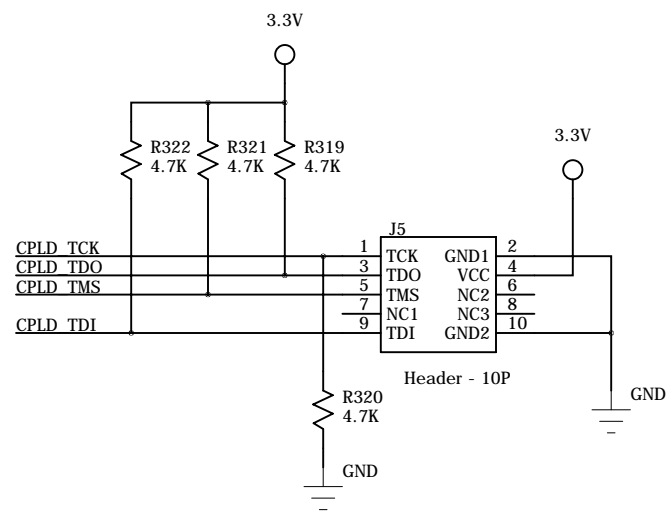 3.3V
R322
4.7K
R321
4.7K
R319
4.7K
3.3V
J5
CPLD_TCK
CPLD_TDO
CPLD_TMS
CPLD_TDI
1 TCK GND1 2
3 TDO VCC 4
5 TMS NC2 6
7 NC1 NC3 8
9 TDI GND2 10
Header - 10P
R320
4.7K
GND
GND